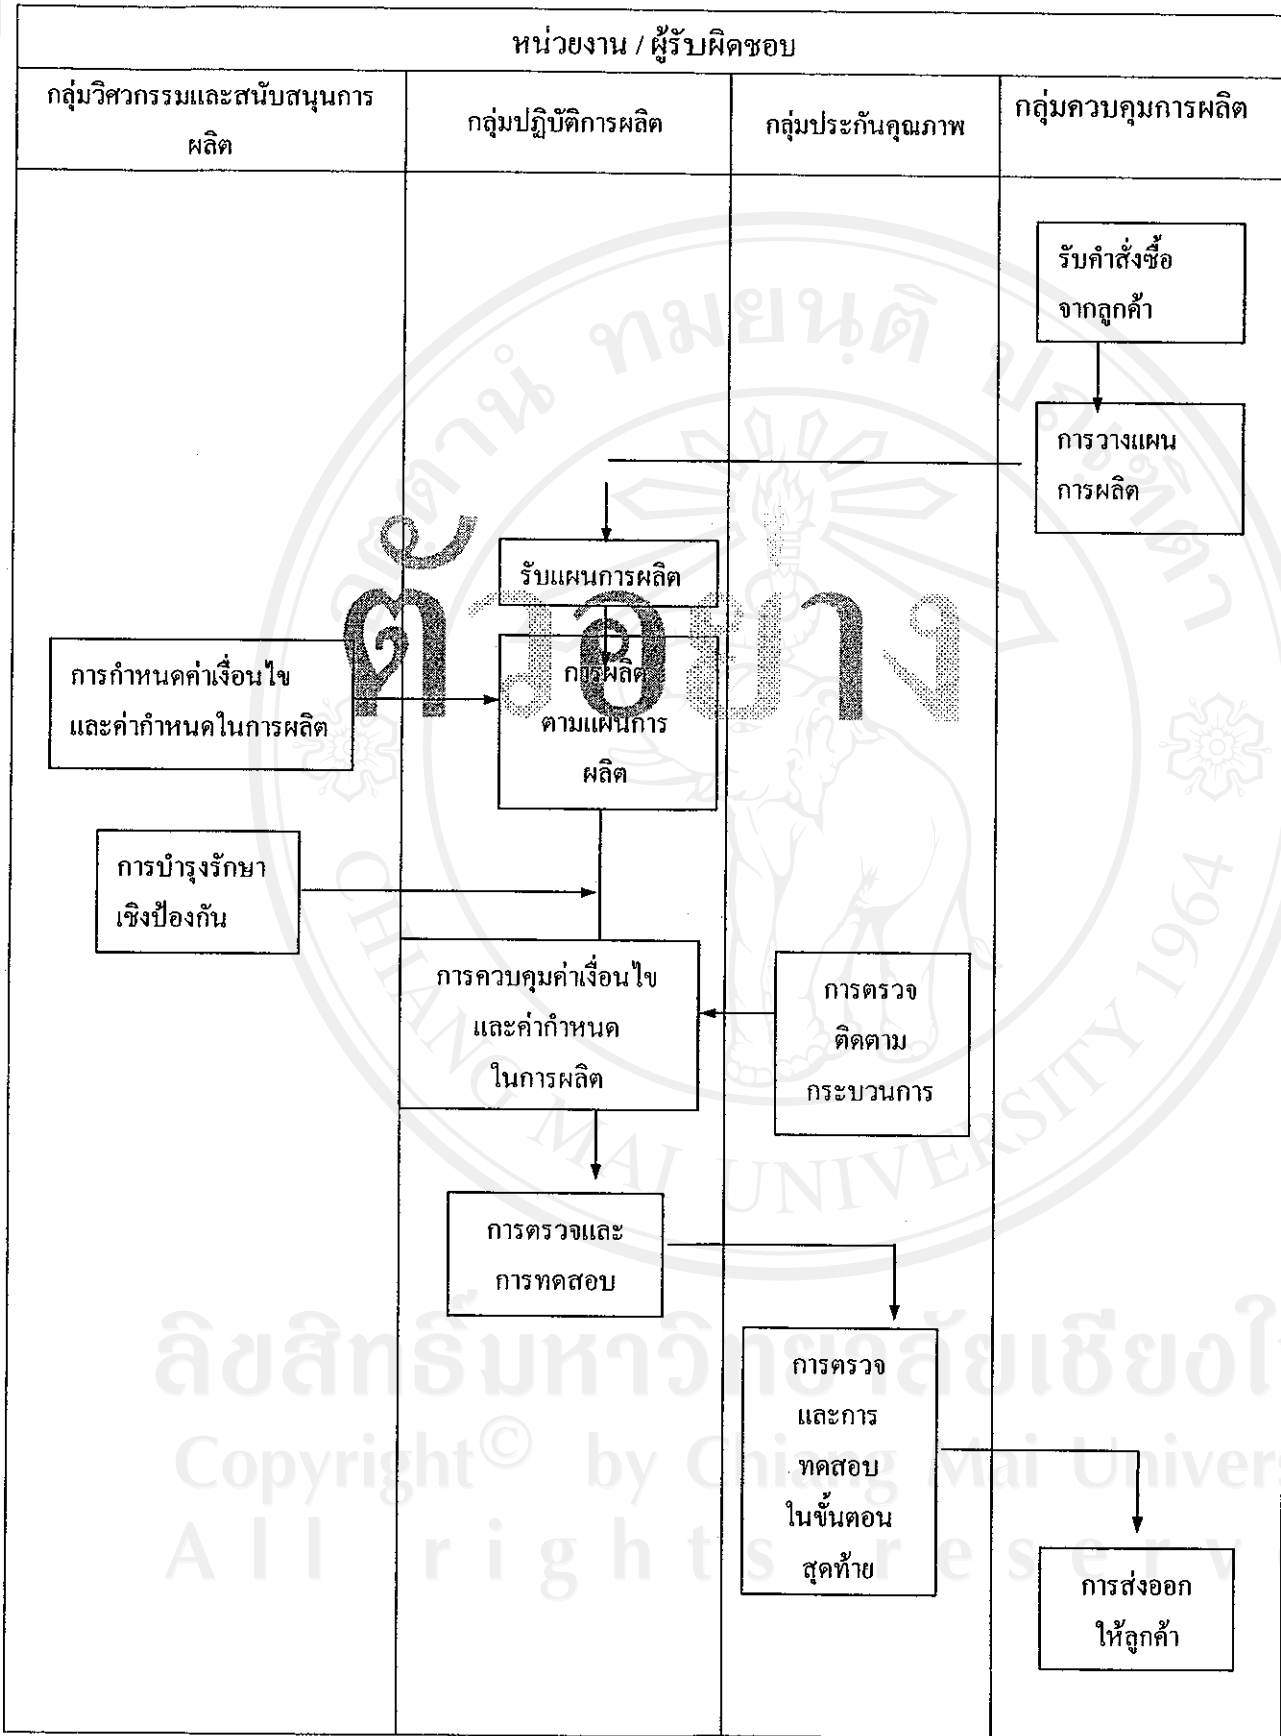 หน่วยงาน / ผู้รับผิดชอบ
กลุ่มวิศวกรรมและสนับสนุนการ
ผลิต
กลุ่มปฏิบัติการผลิต
กลุ่มประกันคุณภาพ
กลุ่มควบคุมการผลิต
รับคำสั่งซื้อ
จากลูกค้า
การวางแผน
การผลิต
รับแผนการผลิต
ตัวอย่าง
การกำหนดค่าเงื่อนไข
และค่ากำหนดในการผลิต
การผลิต
ตามแผนการ
ผลิต
การบำรุงรักษา
เชิงป้องกัน
การควบคุมค่าเงื่อนไข
และค่ากำหนด
ในการผลิต
การตรวจ
ติดตาม
กระบวนการ
การตรวจและ
การทดสอบ
การตรวจ
และการ
ทดสอบ
ในขั้นตอน
สุดท้าย
การส่งออก
ให้ลูกค้า
ทมยนฺติ
CHIANG MAI UNIVERSITY 1964
ลิขสิทธิ์มหาวิทยาลัยเชียงใ
Copyright© by Chiang Mai Univers
All rights reserv